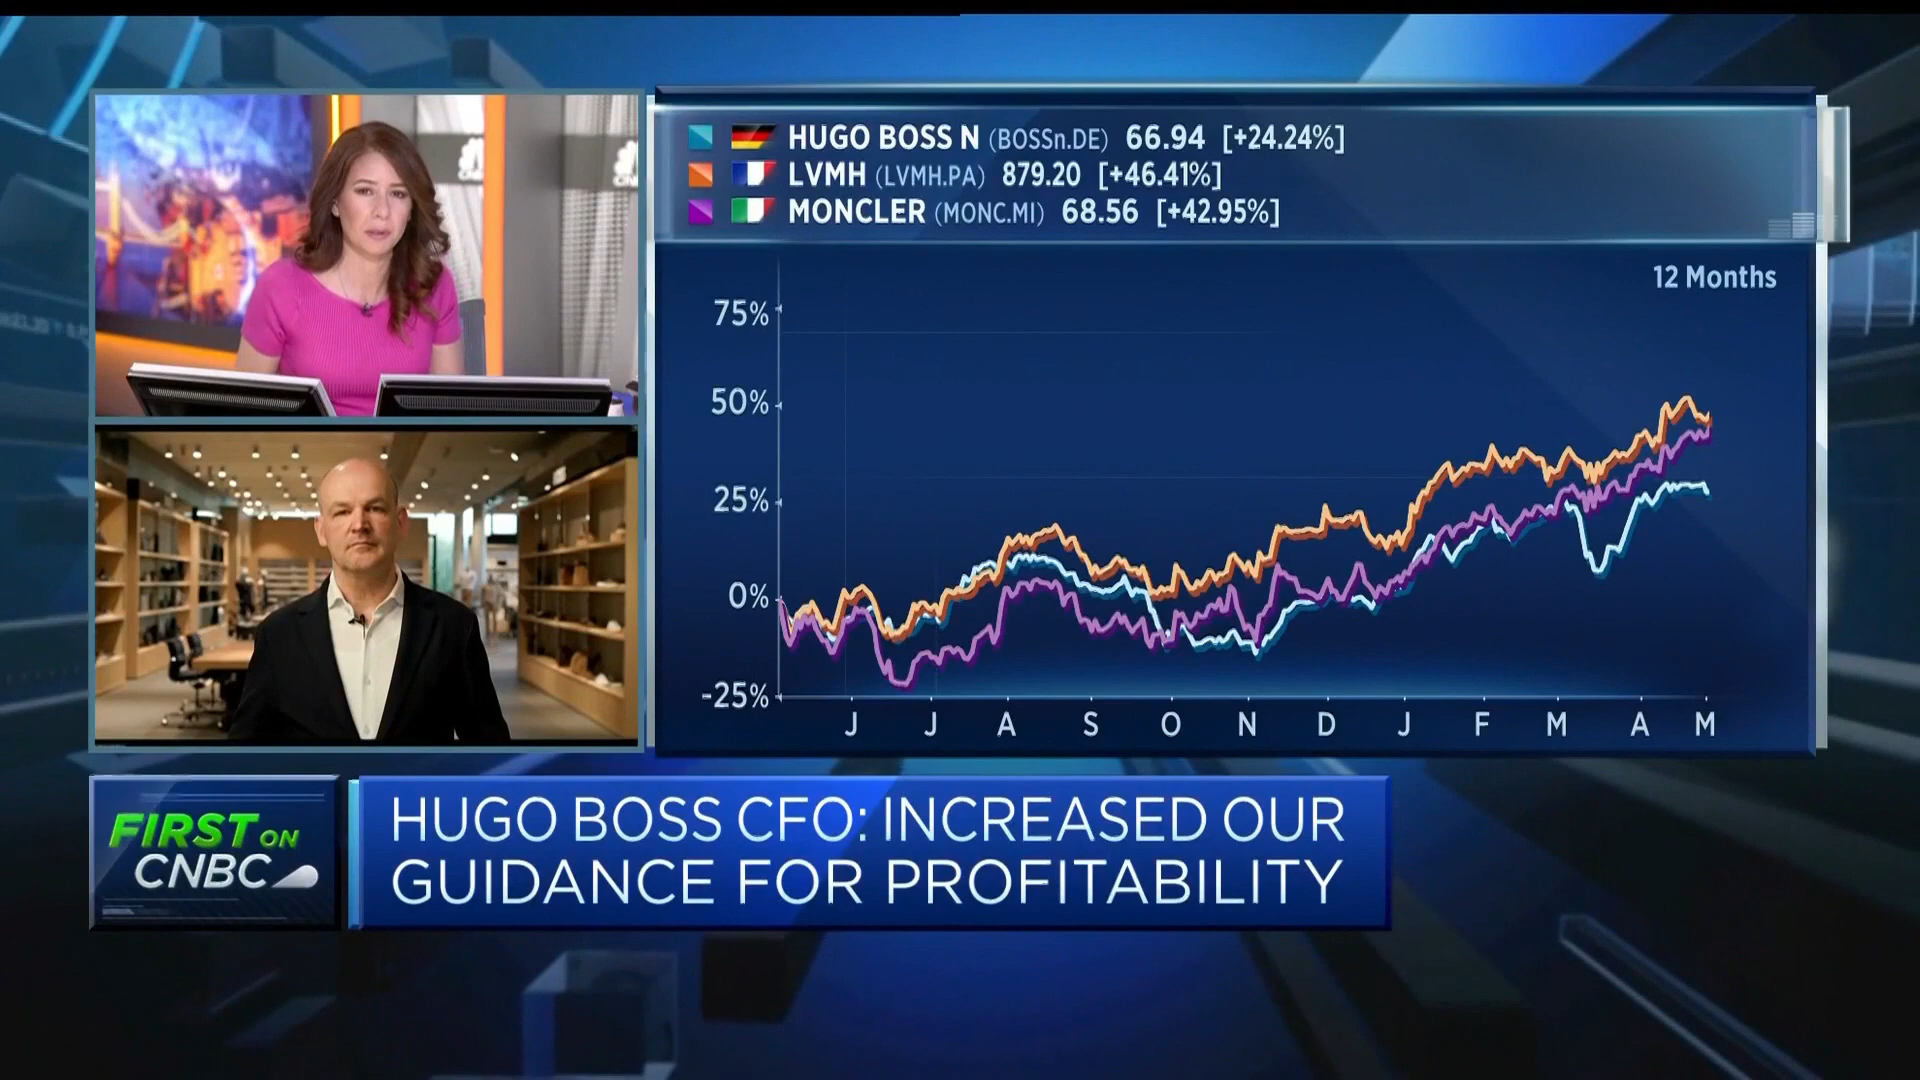 HUGO BOSS N (BOSSn.DE) 66.94 [+24.24%]
LVMH (LVMH.PA) 879.20 [+46.41%]
MONCLER (MONC.MI) 68.56 [+42.95%]
12 Months
75%
50%
25%
0%
-25%
J J A S O N D J F M A M
FIRST ON
CNBC
HUGO BOSS CFO: INCREASED OUR
GUIDANCE FOR PROFITABILITY